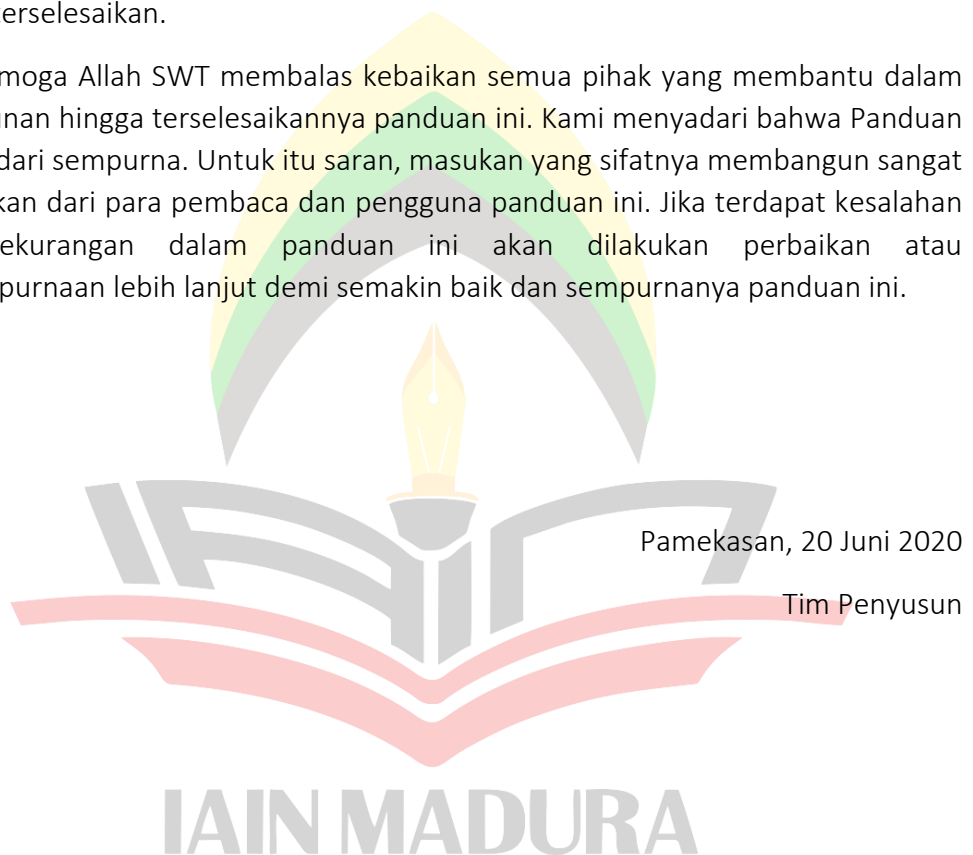 terselesaikan.
moga Allah SWT membalas kebaikan semua pihak yang membantu dalam
unan hingga terselesaikannya panduan ini. Kami menyadari bahwa Panduan
dari sempurna. Untuk itu saran, masukan yang sifatnya membangun sangat
kan dari para pembaca dan pengguna panduan ini. Jika terdapat kesalahan
ekurangan dalam panduan ini akan dilakukan perbaikan atau
purnaan lebih lanjut demi semakin baik dan sempurnanya panduan ini.
Pamekasan, 20 Juni 2020
Tim Penyusun
IAIN MADURA